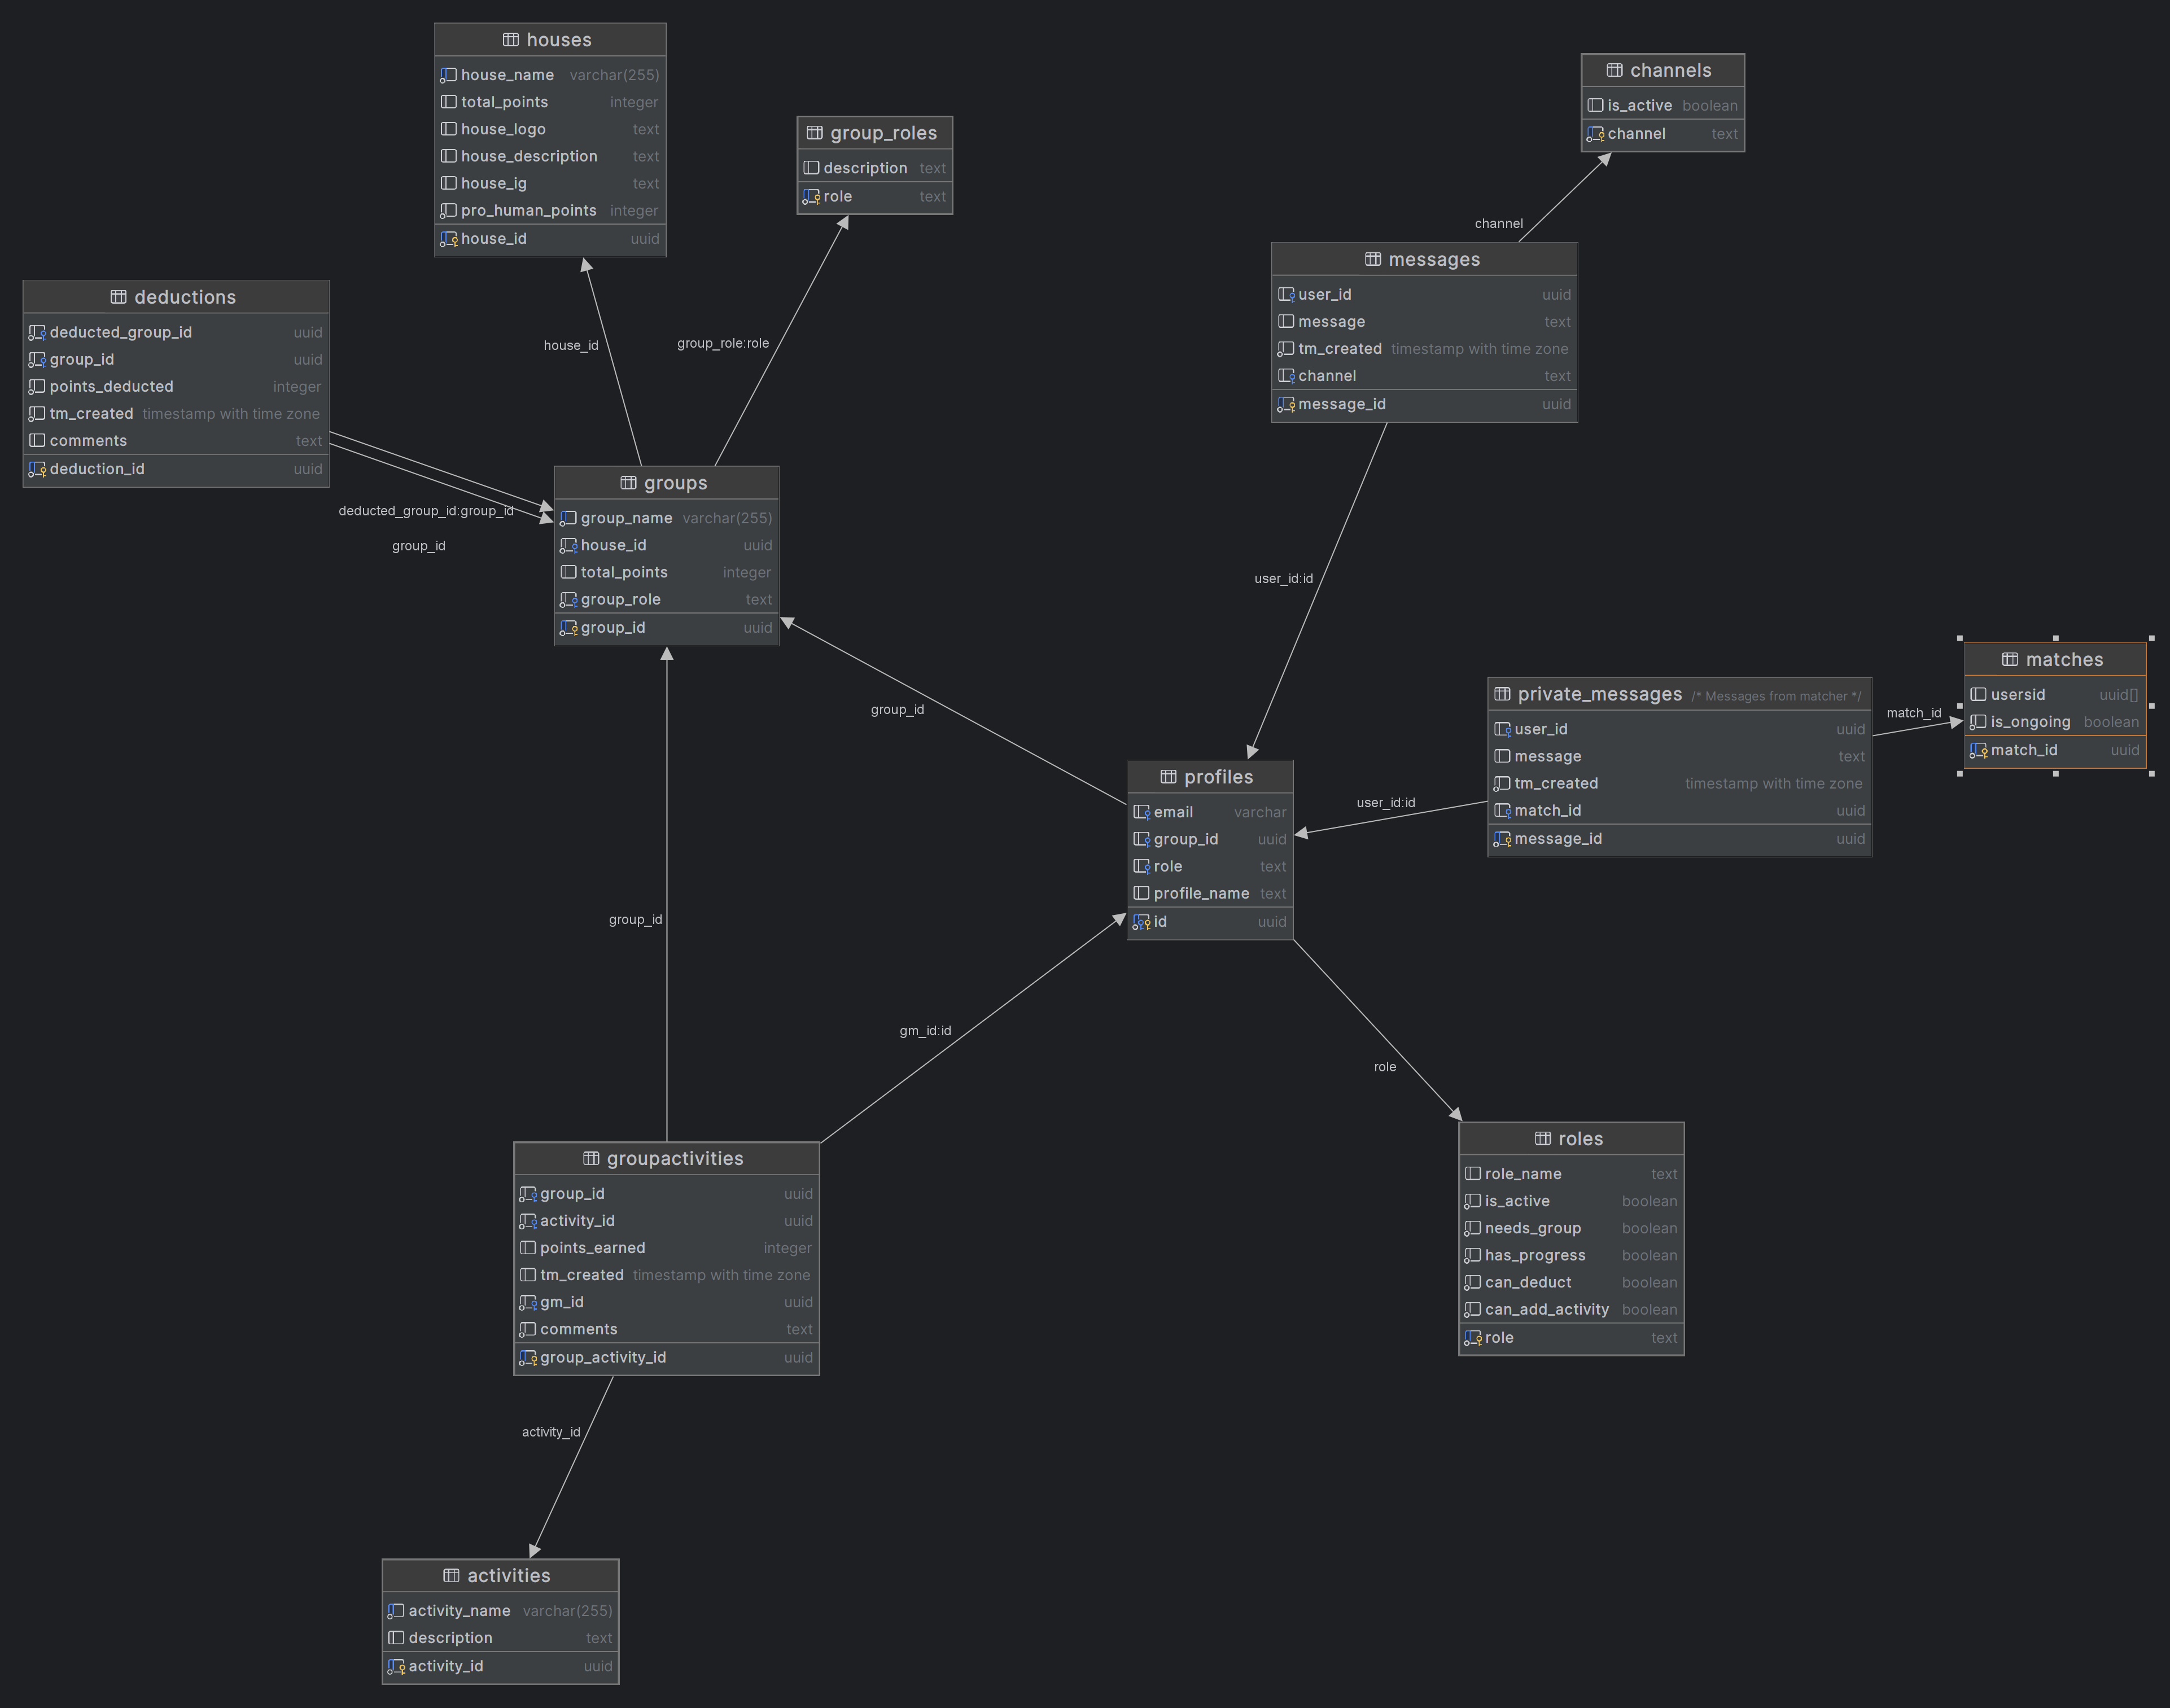 houses
house_name varchar(255)
total_points integer
house_logo text
house_description text
house_ig text
pro_human_points integer
house_id uuid
channels
is_active boolean
channel text
group_roles
description text
role text
channel
messages
user_id uuid
message text
tm_created timestamp with time zone
channel text
message_id uuid
deductions
deducted_group_id uuid
group_id uuid
points_deducted integer
tm_created timestamp with time zone
comments text
deduction_id uuid
house_id
group_role:role
deducted_group_id:group_id
group_id
groups
group_name varchar(255)
house_id uuid
total_points integer
group_role text
group_id uuid
user_id:id
group_id
matches
usersid uuid[]
is_ongoing boolean
match_id uuid
match_id
private_messages /* Messages from matcher */
user_id uuid
message text
tm_created timestamp with time zone
match_id uuid
message_id uuid
user_id:id
profiles
email varchar
group_id uuid
role text
profile_name text
id uuid
group_id
gm_id:id
role
roles
role_name text
is_active boolean
needs_group boolean
has_progress boolean
can_deduct boolean
can_add_activity boolean
role text
groupactivities
group_id uuid
activity_id uuid
points_earned integer
tm_created timestamp with time zone
gm_id uuid
comments text
group_activity_id uuid
activity_id
activities
activity_name varchar(255)
description text
activity_id uuid